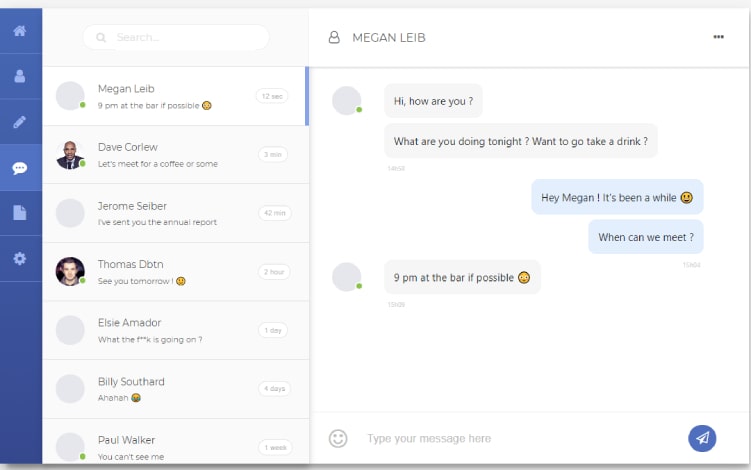 Search...
Megan Leib
12 sec
9 pm at the bar if possible 😳
Dave Corlew
3 min
Let's meet for a coffee or some
Jerome Seiber
42 min
I've sent you the annual report
Thomas Dbtn
2 hour
See you tomorrow ! 🙂
Elsie Amador
1 day
What the f**k is going on ?
Billy Southard
4 days
Ahahah 😭
Paul Walker
1 week
You can't see me
MEGAN LEIB
Hi, how are you ?
What are you doing tonight ? Want to go take a drink ?
14h58
Hey Megan ! It's been a while 😃
When can we meet ?
15h04
9 pm at the bar if possible 😳
15h09
Type your message here